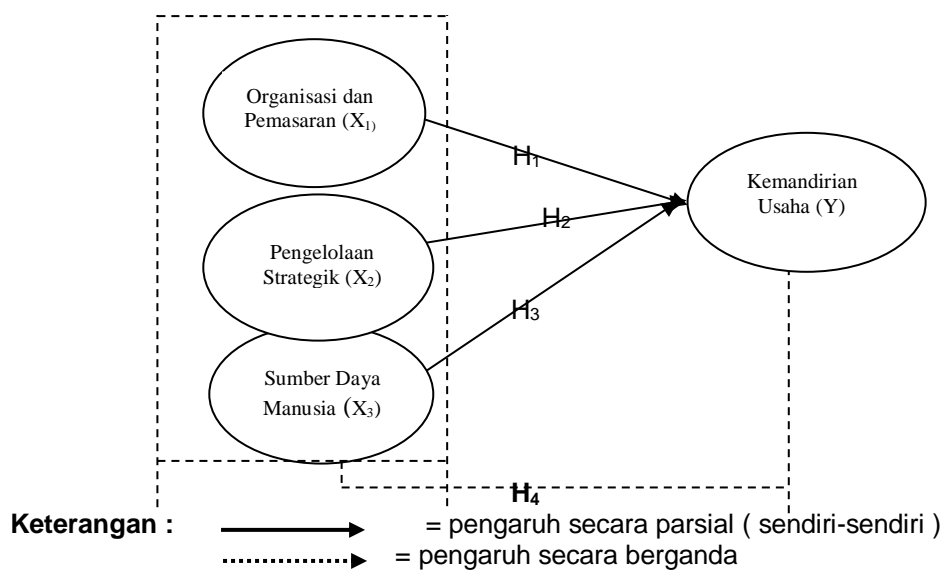 Organisasi dan
Pemasaran (X₁)
H₁
Kemandirian
Usaha (Y)
H₂
Pengelolaan
Strategik (X₂)
H₃
Sumber Daya
Manusia (X₃)
H₄
Keterangan : = pengaruh secara parsial ( sendiri-sendiri )
= pengaruh secara berganda